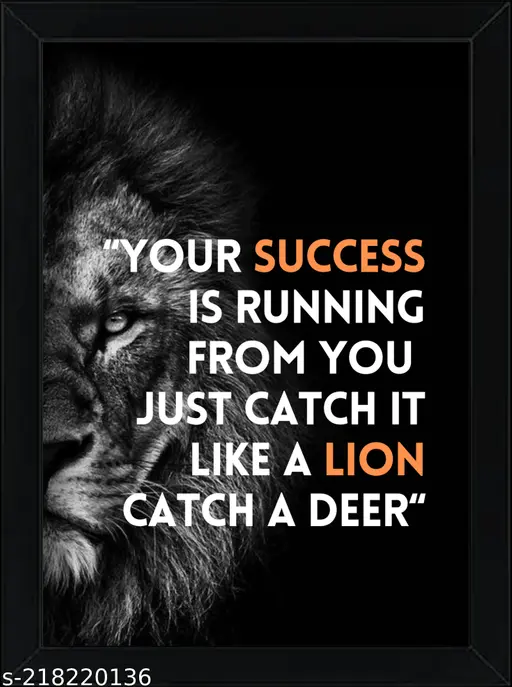 “YOUR SUCCESS
IS RUNNING
FROM YOU
JUST CATCH IT
LIKE A LION
CATCH A DEER“
s-218220136